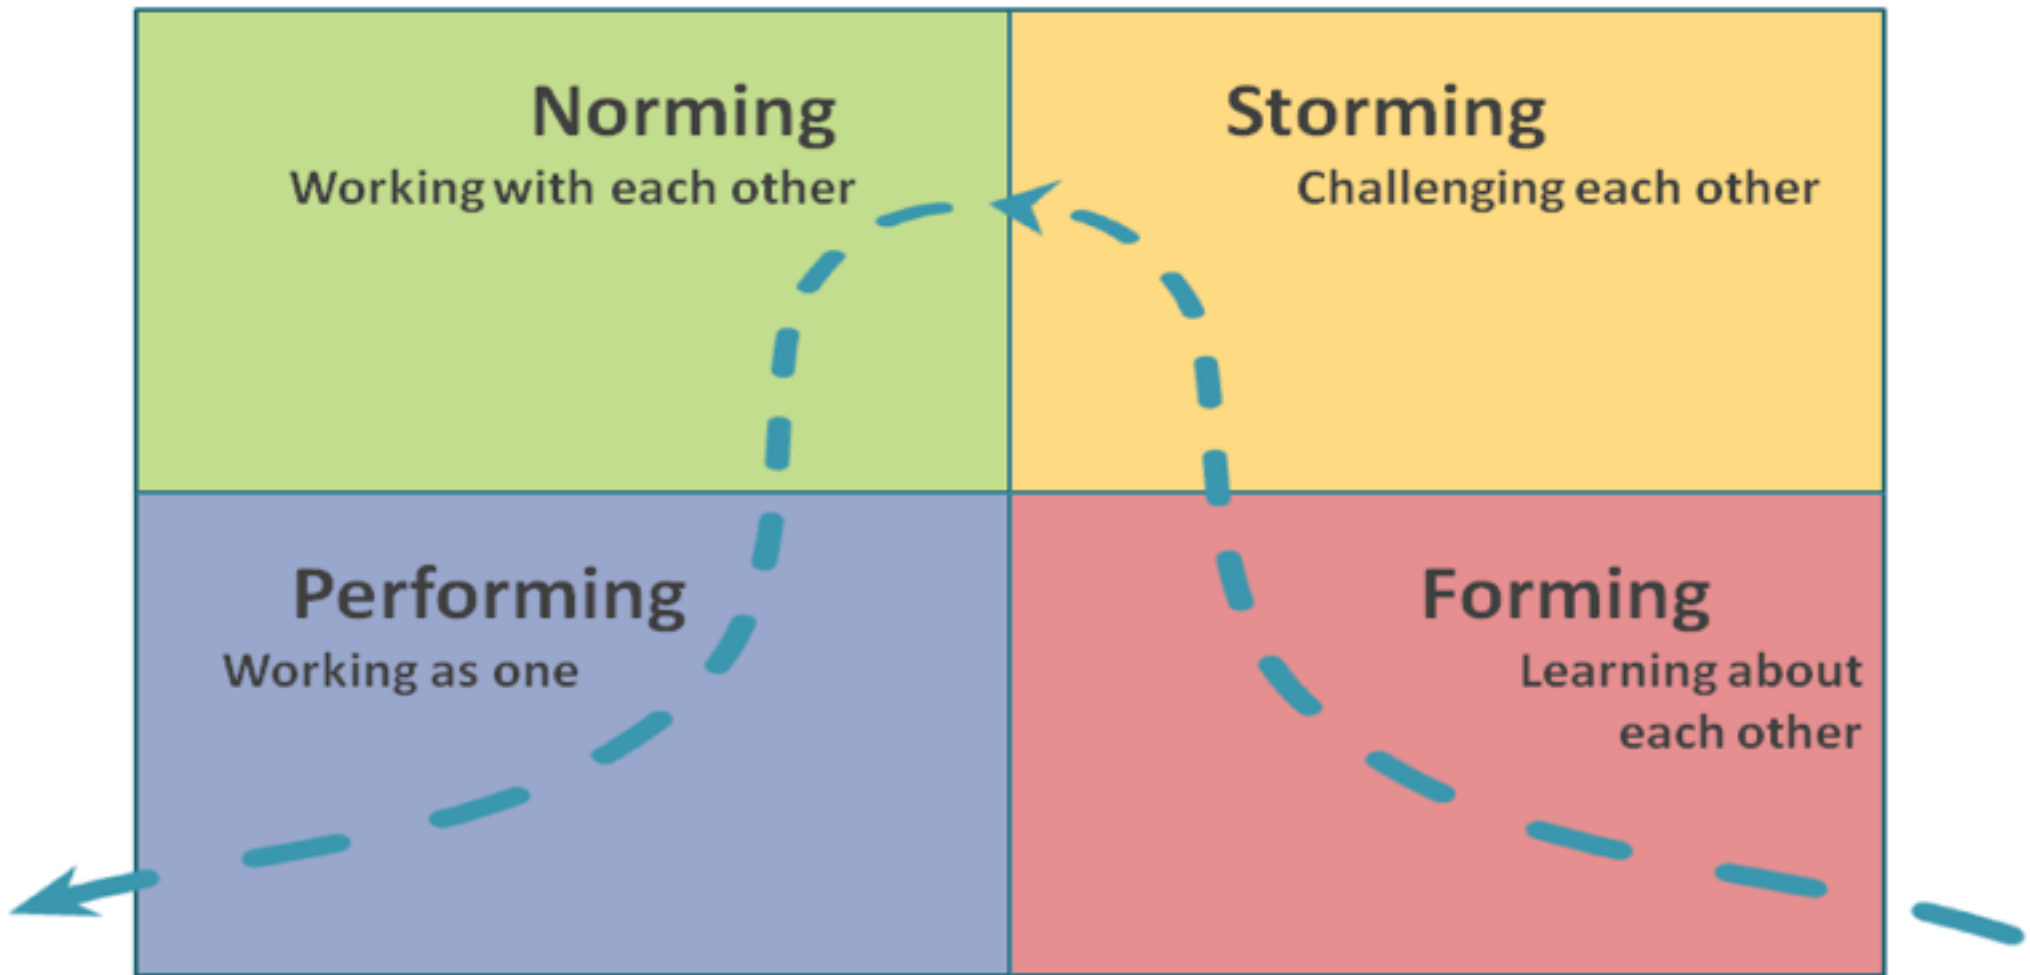 Norming
Working with each other
Storming
Challenging each other
Performing
Working as one
Forming
Learning about
each other